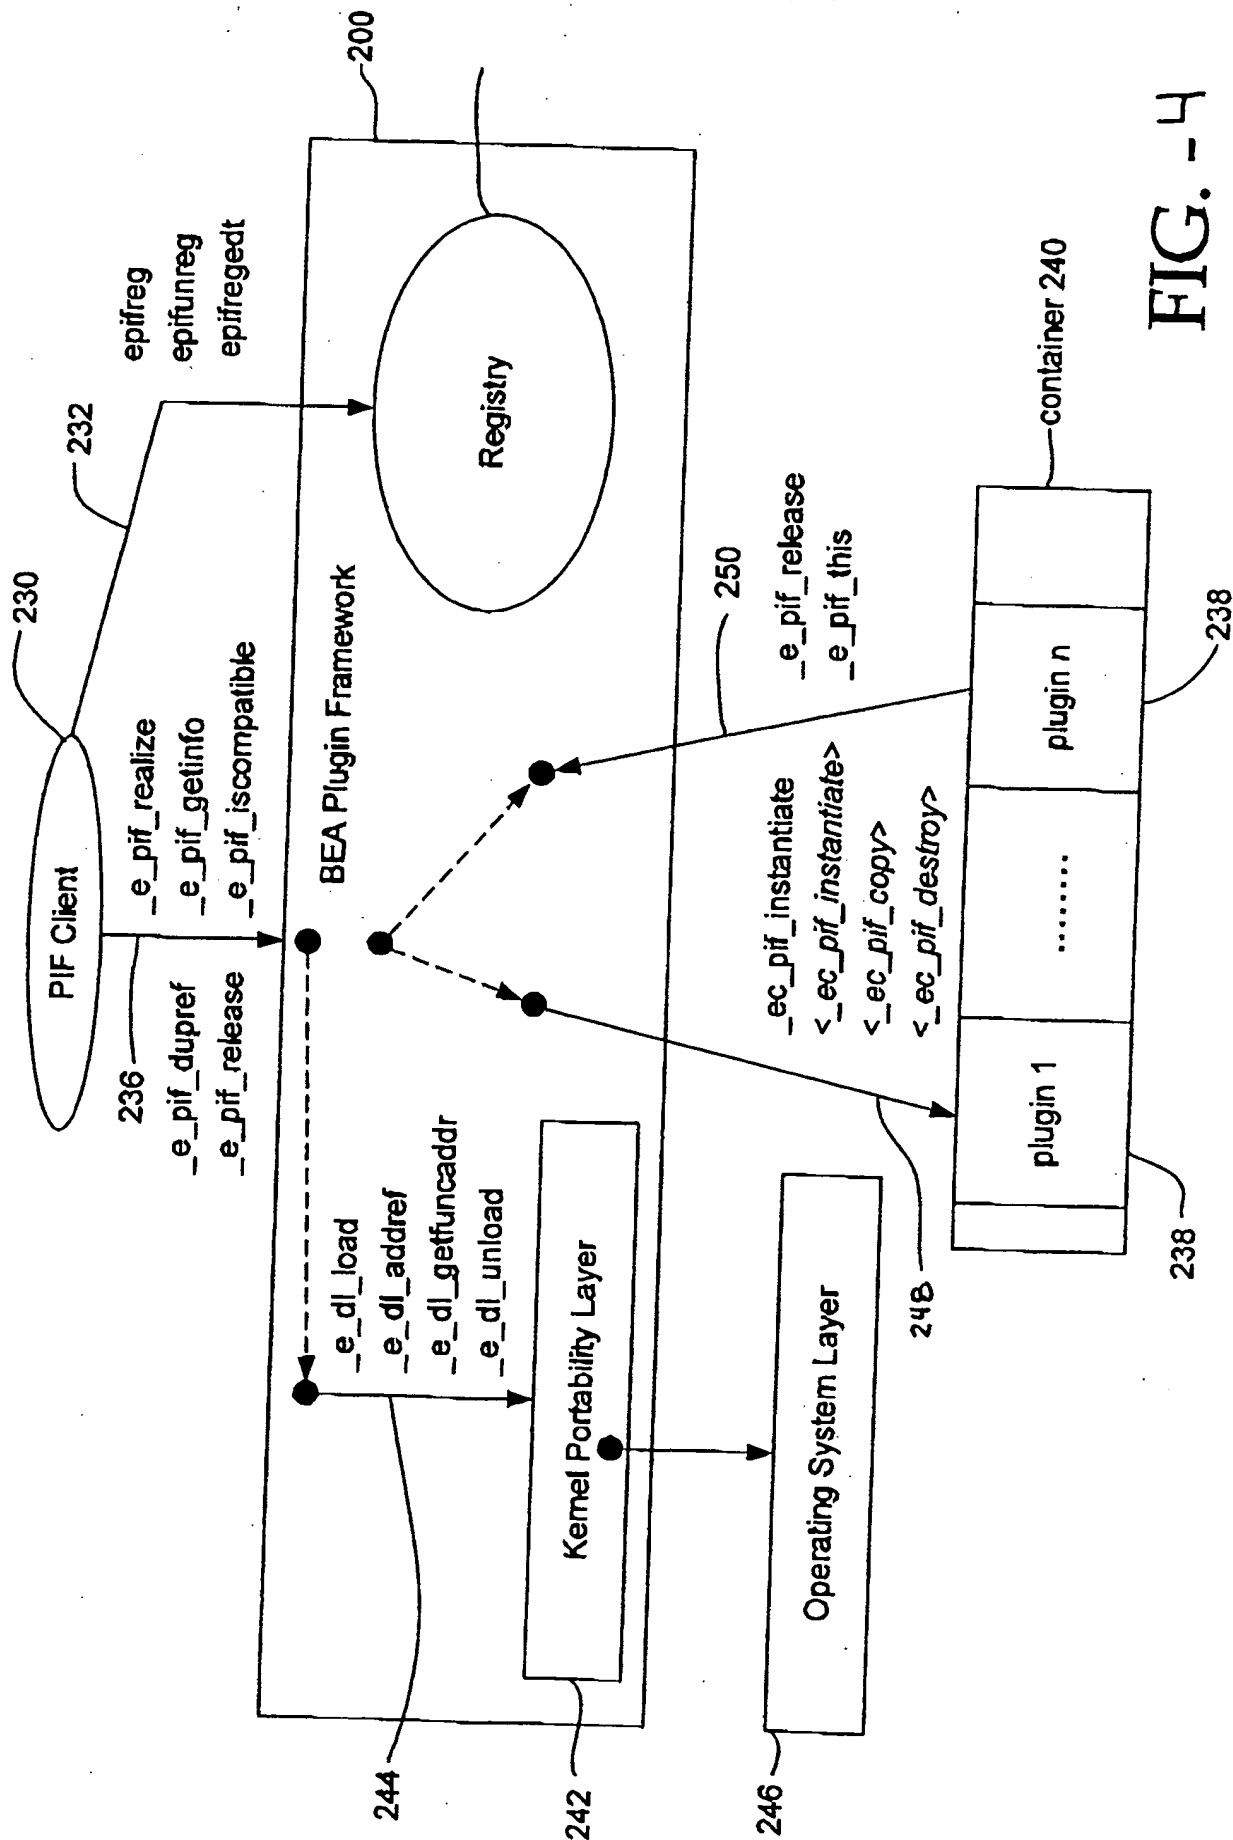 230
PIF Client
232
236
_e_pif_dupref
_e_pif_release
_e_pif_realize
_e_pif_getinfo
_e_pif_iscompatible
epifreg
epifunreg
epifregedt
200
BEA Plugin Framework
Registry
244
_e_dl_load
_e_dl_addref
_e_dl_getfuncaddr
_e_dl_unload
Kernel Portability Layer
242
Operating System Layer
246
248
_ec_pif_instantiate
<_ec_pif_instantiate>
<_ec_pif_copy>
<_ec_pif_destroy>
250
_e_pif_release
_e_pif_this
container 240
plugin 1
........
plugin n
238
238
FIG. - 4